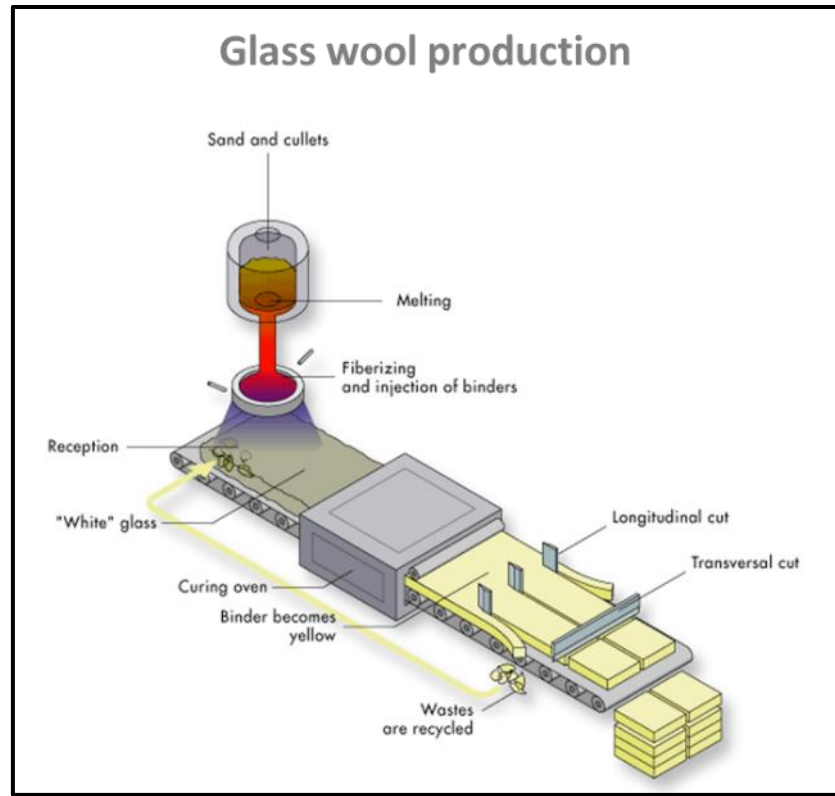 Glass wool production
Sand and cullets
Melting
Fiberizing
and injection of binders
Reception
"White" glass
Longitudinal cut
Transversal cut
Curing oven
Binder becomes
yellow
Wastes
are recycled